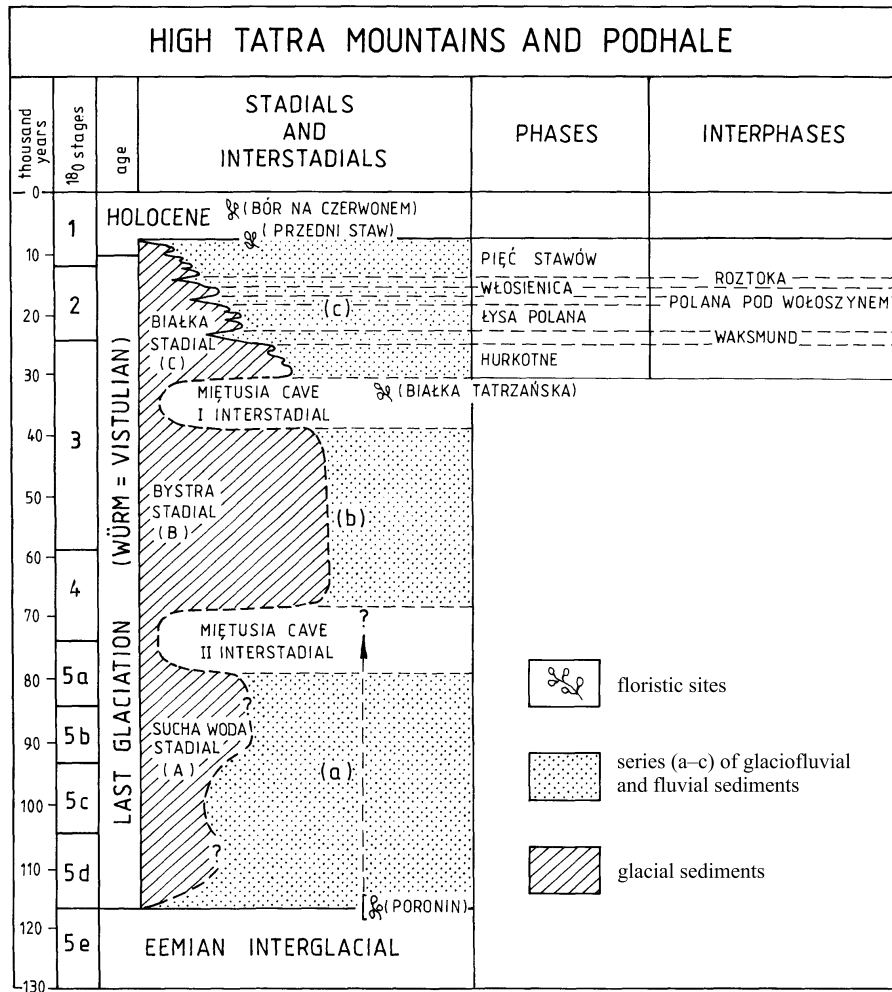 HIGH TATRA MOUNTAINS AND PODHALE
thousand
years
18O stages
age
STADIALS
AND
INTERSTADIALS
PHASES
INTERPHASES
0
10
20
30
40
50
60
70
80
90
100
110
120
130
1
2
3
4
5a
5b
5c
5d
5e
LAST GLACIATION (WÜRM = VISTULIAN)
HOLOCENE
(BÓR NA CZERWONEM)
(PRZEDNI STAW)
BIAŁKA
STADIAL
(C)
(c)
MIĘTUSIA CAVE
I INTERSTADIAL
(BIAŁKA TATRZAŃSKA)
BYSTRA
STADIAL
(B)
(b)
MIĘTUSIA CAVE
II INTERSTADIAL
?
?
SUCHA WODA
STADIAL
(A)
(a)
?
[(PORONIN)
EEMIAN INTERGLACIAL
PIĘĆ STAWÓW
ROZTOKA
WŁOSIENICA
POLANA POD WOŁOSZYNEM
ŁYSA POLANA
WAKSMUND
HURKOTNE
floristic sites
series (a–c) of glaciofluvial
and fluvial sediments
glacial sediments